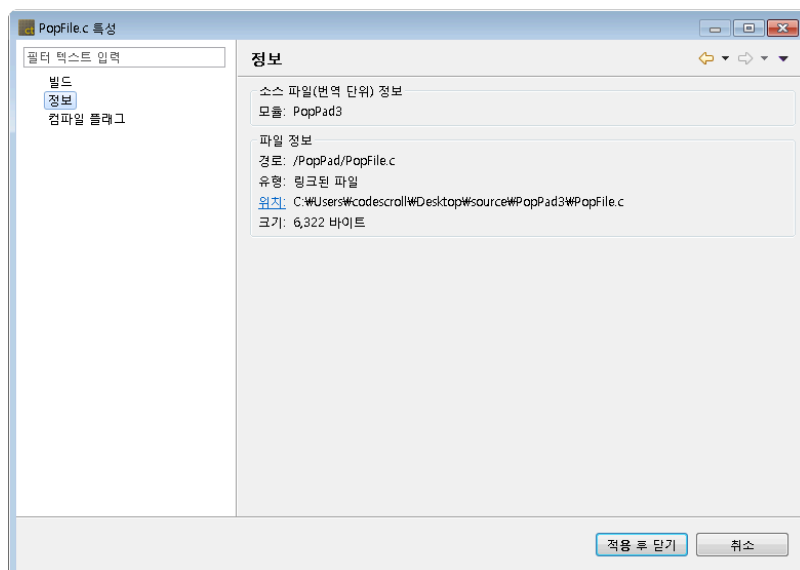 PopFile.c 특성
필터 텍스트 입력
빌드
정보
컴파일 플래그
정보
소스 파일(번역 단위) 정보
모듈: PopPad3
파일 정보
경로: /PopPad/PopFile.c
유형: 링크된 파일
위치: C:₩Users₩codescroll₩Desktop₩source₩PopPad3₩PopFile.c
크기: 6,322 바이트
적용 후 닫기
취소